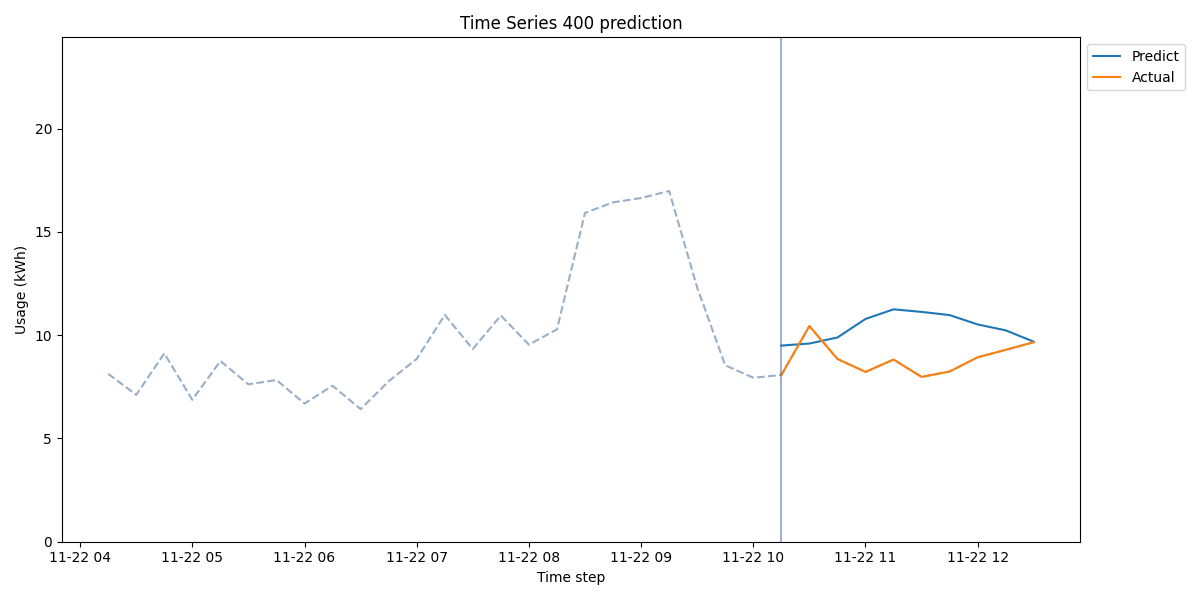 Time Series 400 prediction
Predict
Actual
Usage (kWh)
20
15
10
5
0
11-22 04 11-22 05 11-22 06 11-22 07 11-22 08 11-22 09 11-22 10 11-22 11 11-22 12
Time step